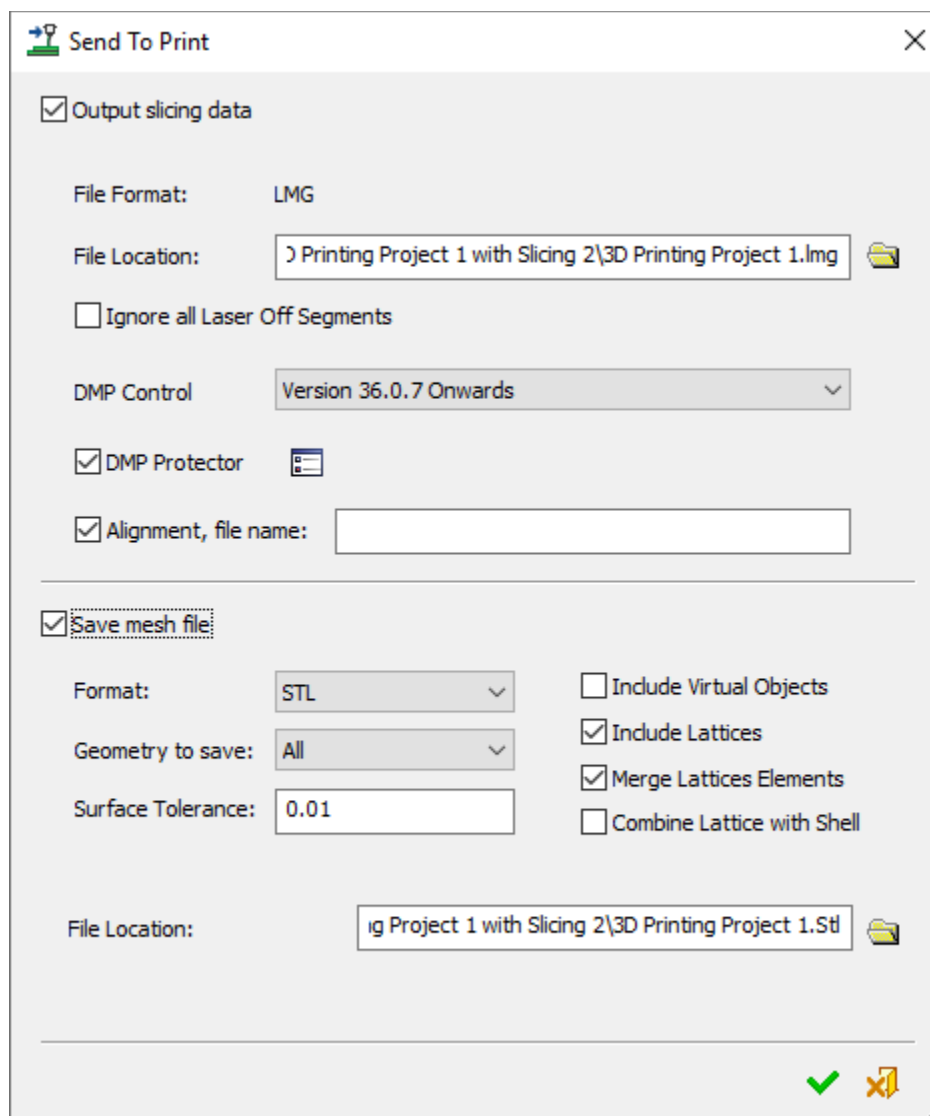 Send To Print
Output slicing data
File Format: LMG
File Location: Printing Project 1 with Slicing 2\3D Printing Project 1.lmg
Ignore all Laser Off Segments
DMP Control Version 36.0.7 Onwards
DMP Protector
Alignment, file name:
Save mesh file
Format: STL
Include Virtual Objects
Geometry to save: All
Include Lattices
Merge Lattices Elements
Surface Tolerance: 0.01
Combine Lattice with Shell
File Location: Project 1 with Slicing 2\3D Printing Project 1.Stl